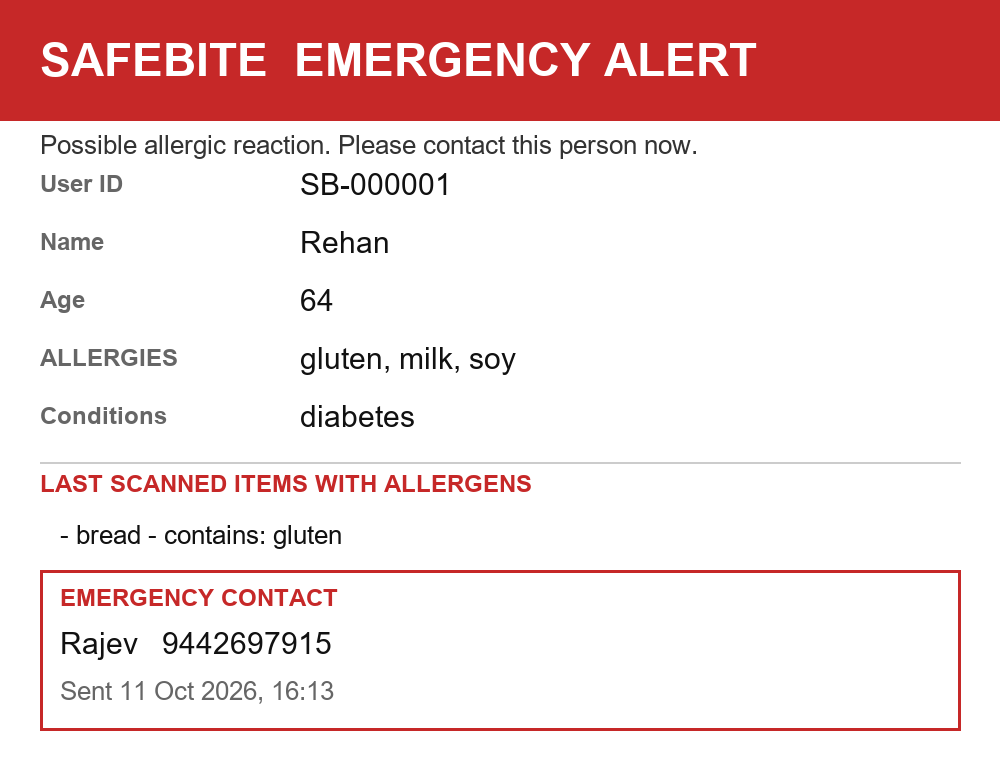 SAFEBITE EMERGENCY ALERT
Possible allergic reaction. Please contact this person now.
User ID SB-000001
Name Rehan
Age 64
ALLERGIES gluten, milk, soy
Conditions diabetes
LAST SCANNED ITEMS WITH ALLERGENS
- bread - contains: gluten
EMERGENCY CONTACT
Rajev 9442697915
Sent 11 Oct 2026, 16:13